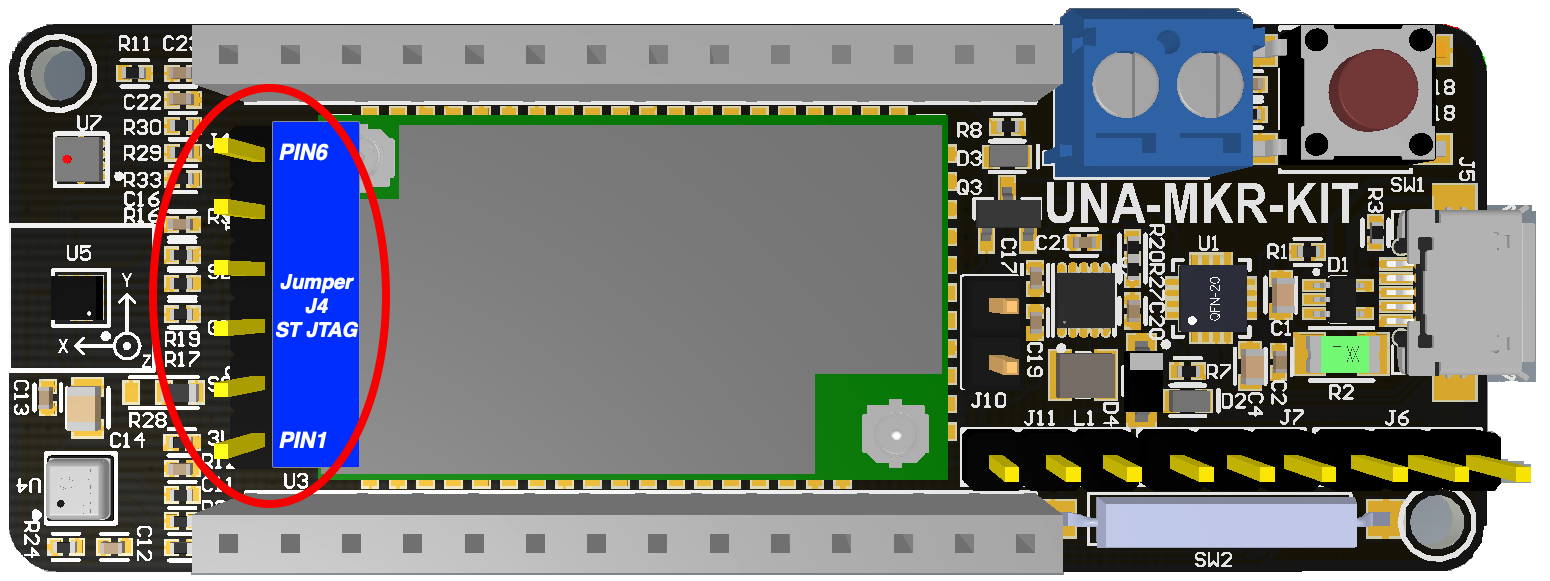 R11 C23
C22
U7
R30
R29
R33
C16
R16
U5
Y
X
Z
R19
R17
C13
R28
C14
U4
R24
C12
PIN6
Jumper
J4
ST JTAG
PIN1
U3
R8
D3
Q3
UNA-MKR-KIT
SW1
J5
R3
C21
C17
R20
R27
C20
U1
QFN-20
R1
D1
C1
C19
R7
R2
J10
D4
D2
C4
C2
J11
L1
J7
J6
SW2